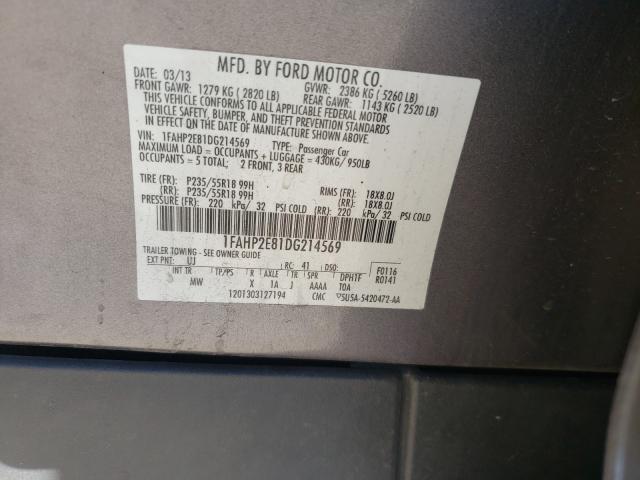 MFD. BY FORD MOTOR CO.
DATE: 03/13 GVWR: 2386 KG (5260 LB)
FRONT GAWR: 1279 KG (2820 LB) REAR GAWR: 1143 KG (2520 LB)
THIS VEHICLE CONFORMS TO ALL APPLICABLE FEDERAL MOTOR
VEHICLE SAFETY, BUMPER, AND THEFT PREVENTION STANDARDS
IN EFFECT ON THE DATE OF MANUFACTURE SHOWN ABOVE.
VIN: 1FAHP2E81DG214569 TYPE: Passenger Car
MAXIMUM LOAD = OCCUPANTS + LUGGAGE = 430KG/950LB
OCCUPANTS = 5 TOTAL; 2 FRONT, 3 REAR
TIRE (FR): P235/55R18 99H RIMS (FR): 18X8.0J
(RR): P235/55R18 99H (RR): 18X8.0J
PRESSURE (FR): 220 kPa/ 32 PSI COLD (RR): 220 kPa/ 32 PSI COLD
1FAHP2E81DG214569
TRAILER TOWING - SEE OWNER GUIDE
EXT PNT: UJ RC: 41 DSO: F0116
INT TR TP/PS R AXLE TR SPR DPH1F R0141
MW X 1A J AAAA T0A
1201303127194 CMC 5U5A-5420472-AA